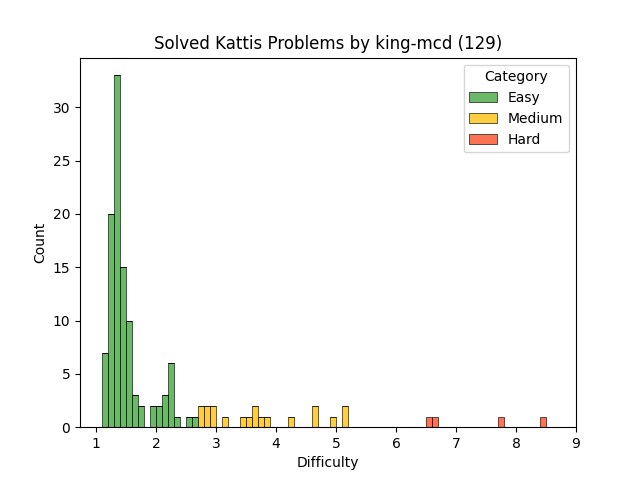 Solved Kattis Problems by king-mcd (129)
Category
Easy
Medium
Hard
Count
30
25
20
15
10
5
0
1 2 3 4 5 6 7 8 9
Difficulty